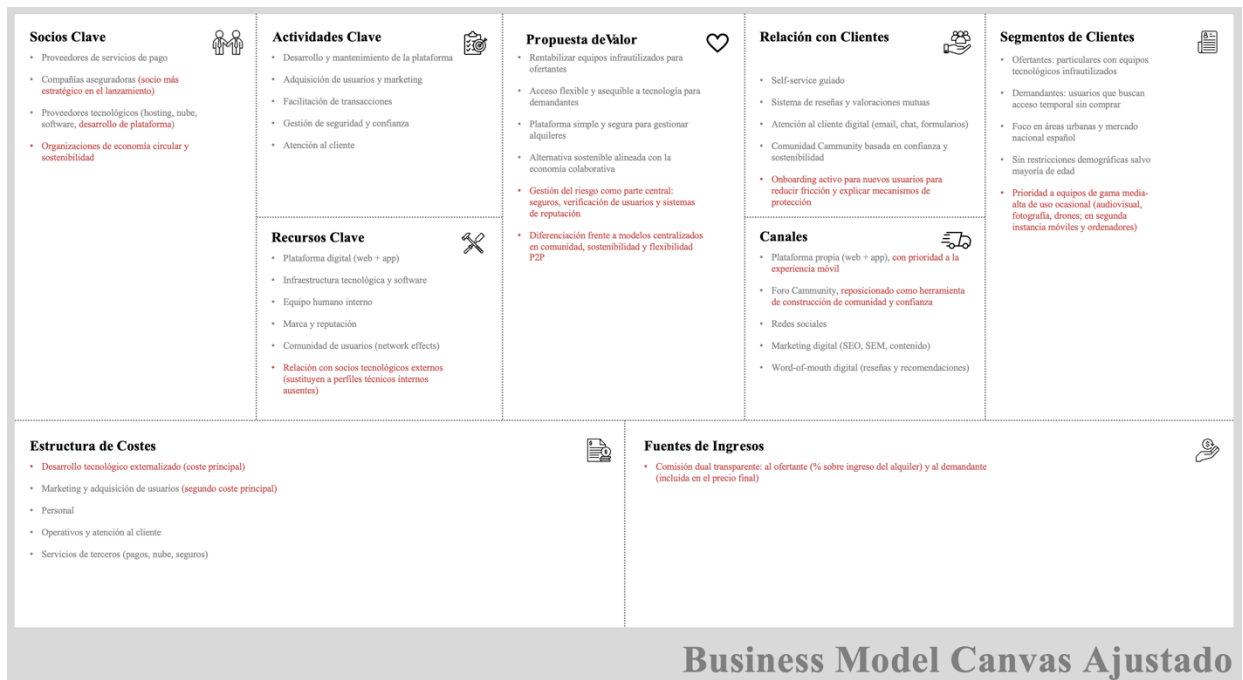 Socios Clave
• Proveedores de servicios de pago
• Compañías aseguradoras (socio más
estratégico en el lanzamiento)
• Proveedores tecnológicos (hosting, nube,
software, desarrollo de plataforma)
• Organizaciones de economía circular y
sostenibilidad
Actividades Clave
• Desarrollo y mantenimiento de la plataforma
• Adquisición de usuarios y marketing
• Facilitación de transacciones
• Gestión de seguridad y confianza
• Atención al cliente
Recursos Clave
• Plataforma digital (web + app)
• Infraestructura tecnológica y software
• Equipo humano interno
• Marca y reputación
• Comunidad de usuarios (network effects)
• Relación con socios tecnológicos externos
(sustituyen a perfiles técnicos internos
ausentes)
Propuesta deValor
• Rentabilizar equipos infrautilizados para
ofertantes
• Acceso flexible y asequible a tecnología para
demandantes
• Plataforma simple y segura para gestionar
alquileres
• Alternativa sostenible alineada con la
economía colaborativa
• Gestión del riesgo como parte central:
seguros, verificación de usuarios y sistemas
de reputación
• Diferenciación frente a modelos centralizados
en comunidad, sostenibilidad y flexibilidad
P2P
Relación con Clientes
• Self-service guiado
• Sistema de reseñas y valoraciones mutuas
• Atención al cliente digital (email, chat, formularios)
• Comunidad Cammunity basada en confianza y
sostenibilidad
• Onboarding activo para nuevos usuarios para
reducir fricción y explicar mecanismos de
protección
Canales
• Plataforma propia (web + app), con prioridad a la
experiencia móvil
• Foro Cammunity, reposicionado como herramienta
de construcción de comunidad y confianza
• Redes sociales
• Marketing digital (SEO, SEM, contenido)
• Word-of-mouth digital (reseñas y recomendaciones)
Segmentos de Clientes
• Ofertantes: particulares con equipos
tecnológicos infrautilizados
• Demandantes: usuarios que buscan
acceso temporal sin comprar
• Foco en áreas urbanas y mercado
nacional español
• Sin restricciones demográficas salvo
mayoría de edad
• Prioridad a equipos de gama media-
alta de uso ocasional (audiovisual,
fotografía, drones; en segunda
instancia móviles y ordenadores)
Estructura de Costes
• Desarrollo tecnológico externalizado (coste principal)
• Marketing y adquisición de usuarios (segundo coste principal)
• Personal
• Operativos y atención al cliente
• Servicios de terceros (pagos, nube, seguros)
Fuentes de Ingresos
• Comisión dual transparente: al ofertante (% sobre ingreso del alquiler) y al demandante
(incluida en el precio final)
Business Model Canvas Ajustado